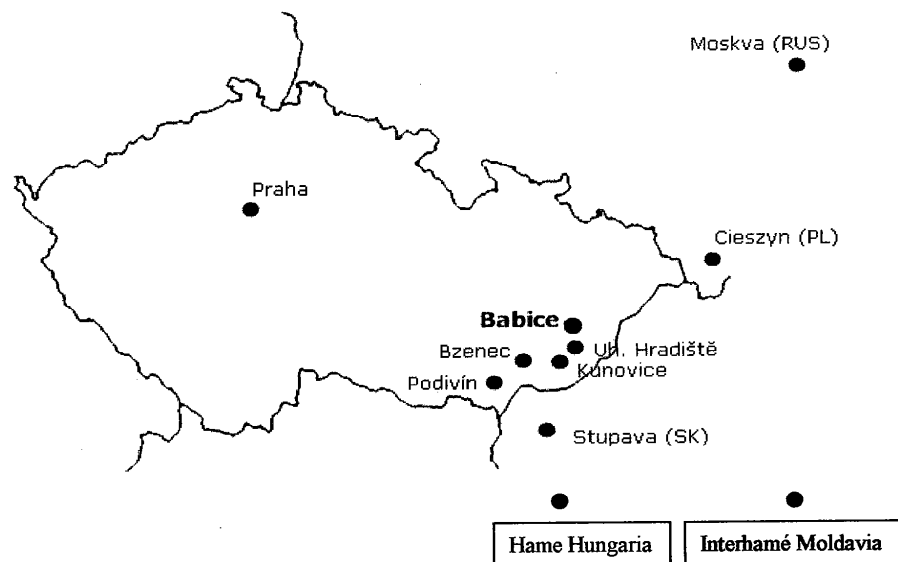 Moskva (RUS)
Praha
Cieszyn (PL)
Babice
Uh. Hradiště
Bzenec
Kunovice
Podivín
Stupava (SK)
Hame Hungaria
Interhamé Moldavia